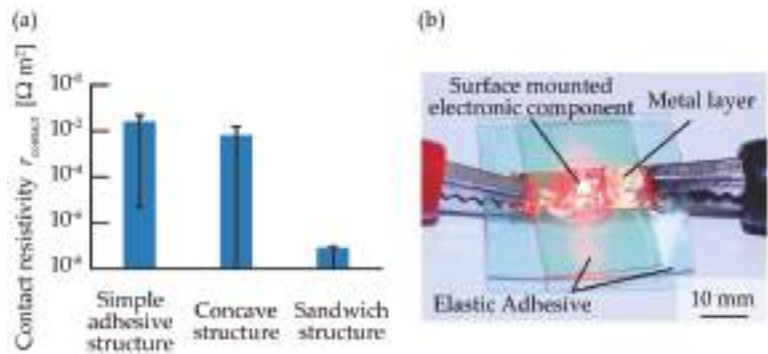 (a)
Contact resistivity r_contact [Ω m²]
10⁻⁰
10⁻²
10⁻⁴
10⁻⁶
10⁻⁸
Simple
adhesive
structure
Concave
structure
Sandwich
structure
(b)
Surface mounted
electronic component
Metal layer
Elastic Adhesive
10 mm